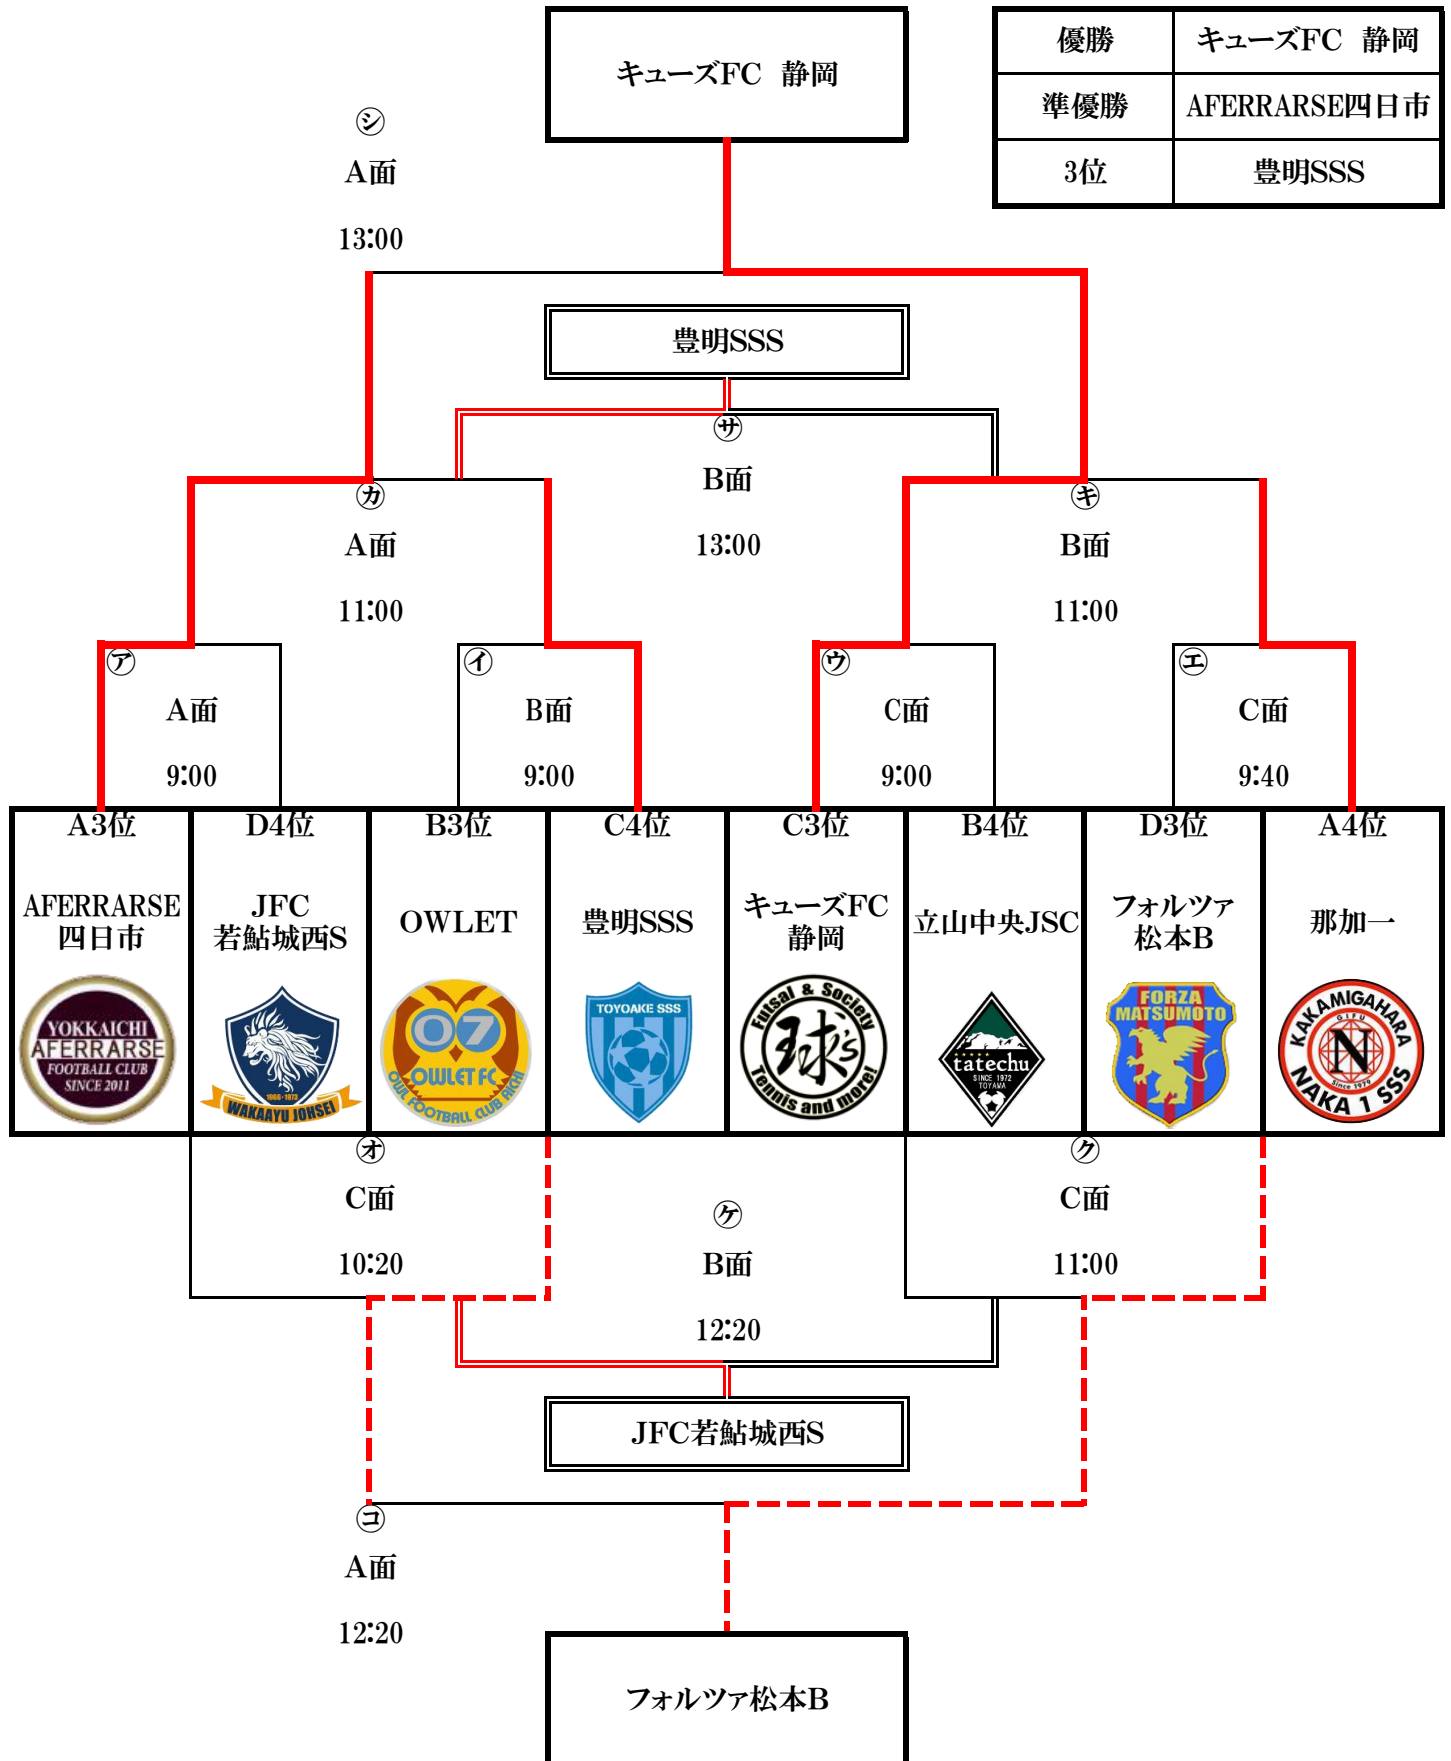 キューズFC 静岡
優勝 キューズFC 静岡
準優勝 AFERRARSE四日市
3位 豊明SSS
㋛
A面
13:00
豊明SSS
㋚
B面
13:00
㋕
A面
11:00
㋖
B面
11:00
㋐
A面
9:00
㋑
B面
9:00
㋒
C面
9:00
㋓
C面
9:40
A3位 D4位 B3位 C4位 C3位 B4位 D3位 A4位
AFERRARSE
四日市
JFC
若鮎城西S
OWLET
豊明SSS
キューズFC
静岡
立山中央JSC
フォルツァ
松本B
那加一
YOKKAICHI
AFERRARSE
FOOTBALL CLUB
SINCE 2011
1966-1973
WAKAAYU JOHSEI
07
OWLET FC
OWL FOOTBALL CLUB AICHI
TOYOAKE SSS
Futsal & Society
球's
Tennis and more!
tatechu
SINCE 1972
TOYAMA
FORZA
MATSUMOTO
KAKAMIGAHARA
GIFU
N
Since 1979
NAKA 1 SSS
㋔
C面
10:20
㋗
C面
11:00
㋘
B面
12:20
JFC若鮎城西S
㋙
A面
12:20
フォルツァ松本B